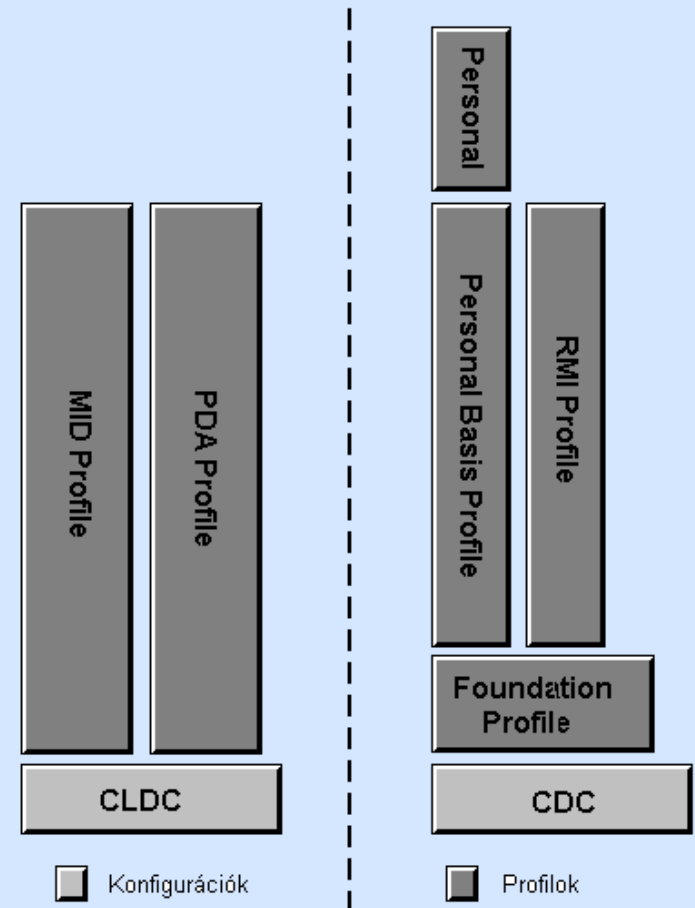 Personal
MID Profile
PDA Profile
Personal Basis Profile
RMI Profile
Foundation
Profile
CLDC
CDC
Konfigurációk
Profilok